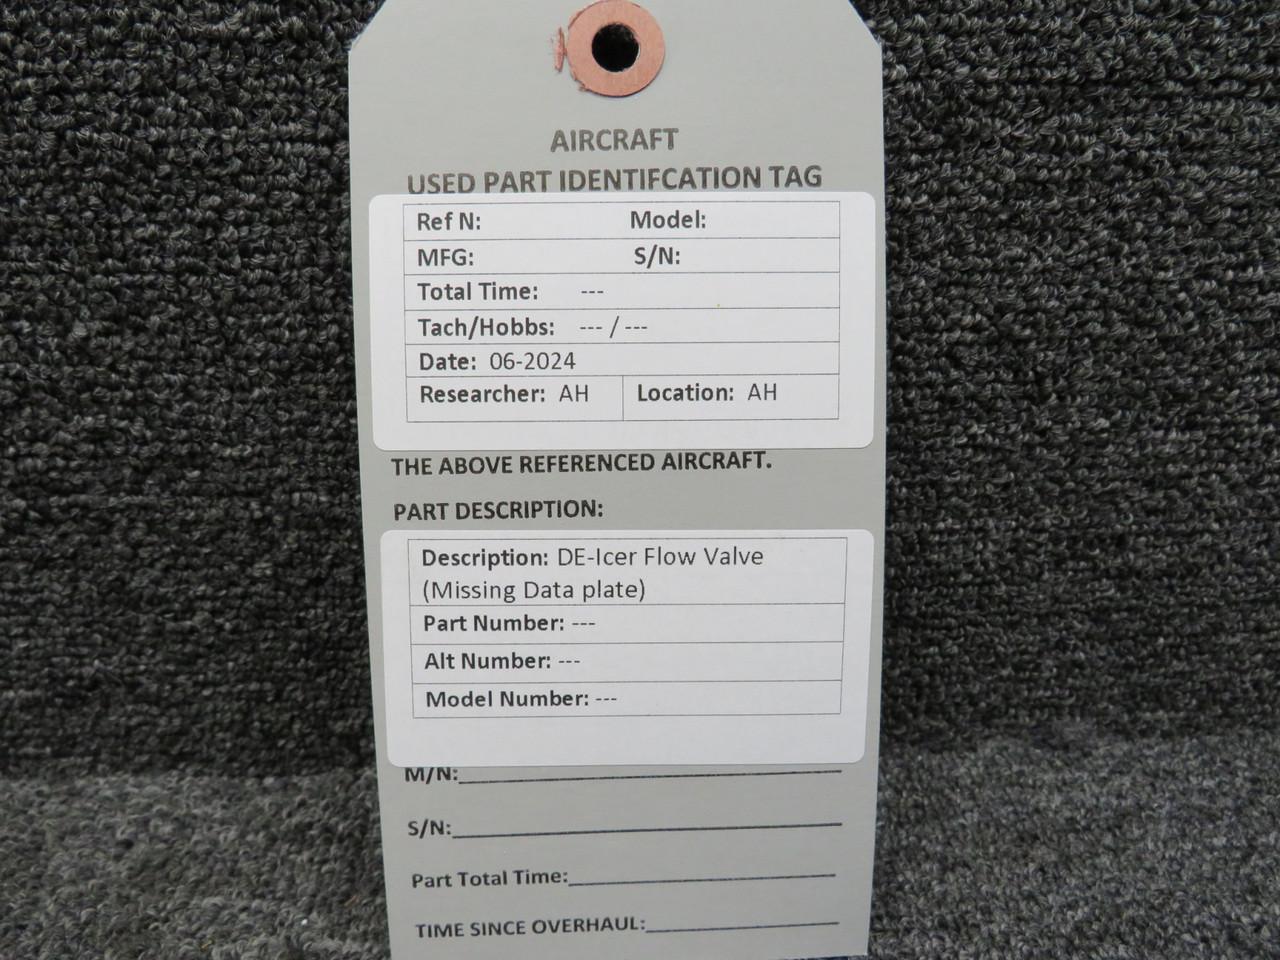 AIRCRAFT
USED PART IDENTIFCATION TAG
Ref N: Model:
MFG: S/N:
Total Time: ---
Tach/Hobbs: --- / ---
Date: 06-2024
Researcher: AH Location: AH
THE ABOVE REFERENCED AIRCRAFT.
PART DESCRIPTION:
Description: DE-Icer Flow Valve
(Missing Data plate)
Part Number: ---
Alt Number: ---
Model Number: ---
M/N:
S/N:
Part Total Time:
TIME SINCE OVERHAUL: